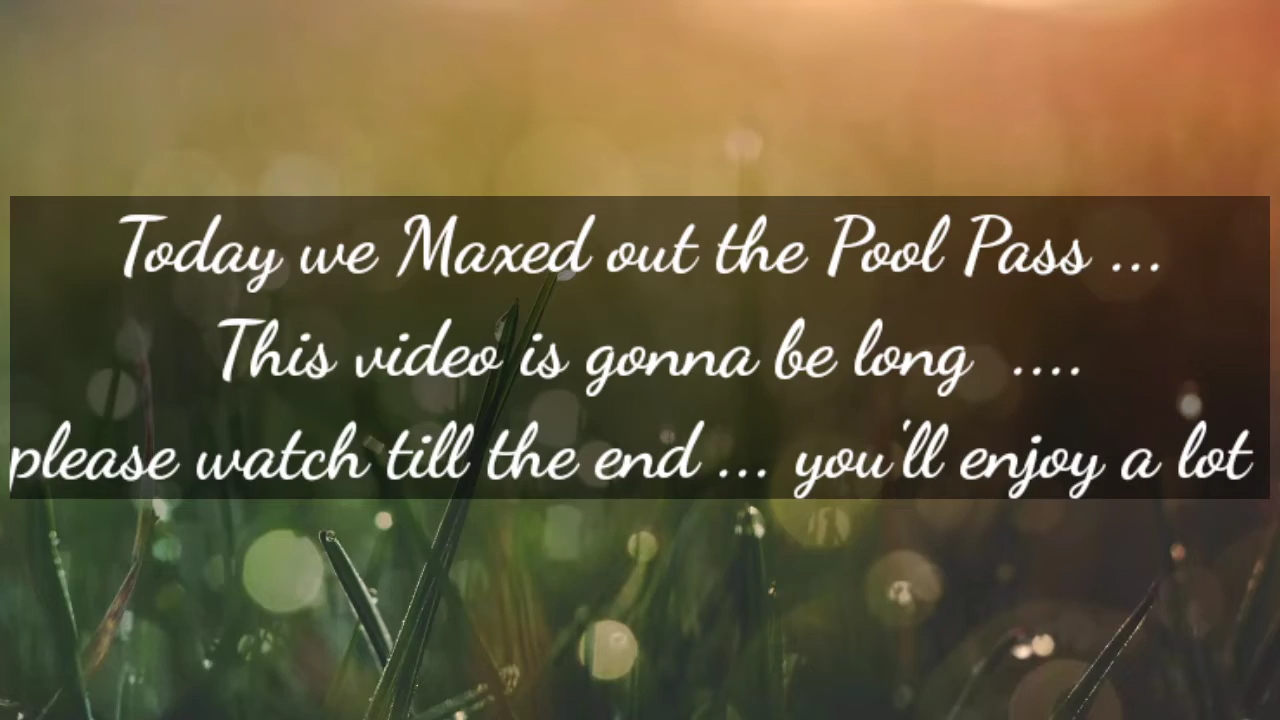 Today we Maxed out the Pool Pass ...
This video is gonna be long  ....
please watch till the end ... you'll enjoy a lot